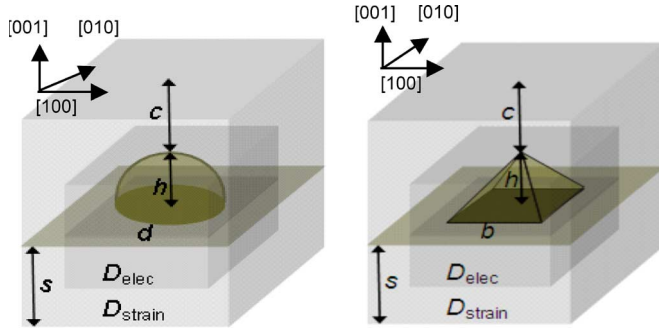 [001] [010]
[100]
c
h
d
s
Delec
Dstrain
[001] [010]
[100]
c
h
b
s
Delec
Dstrain